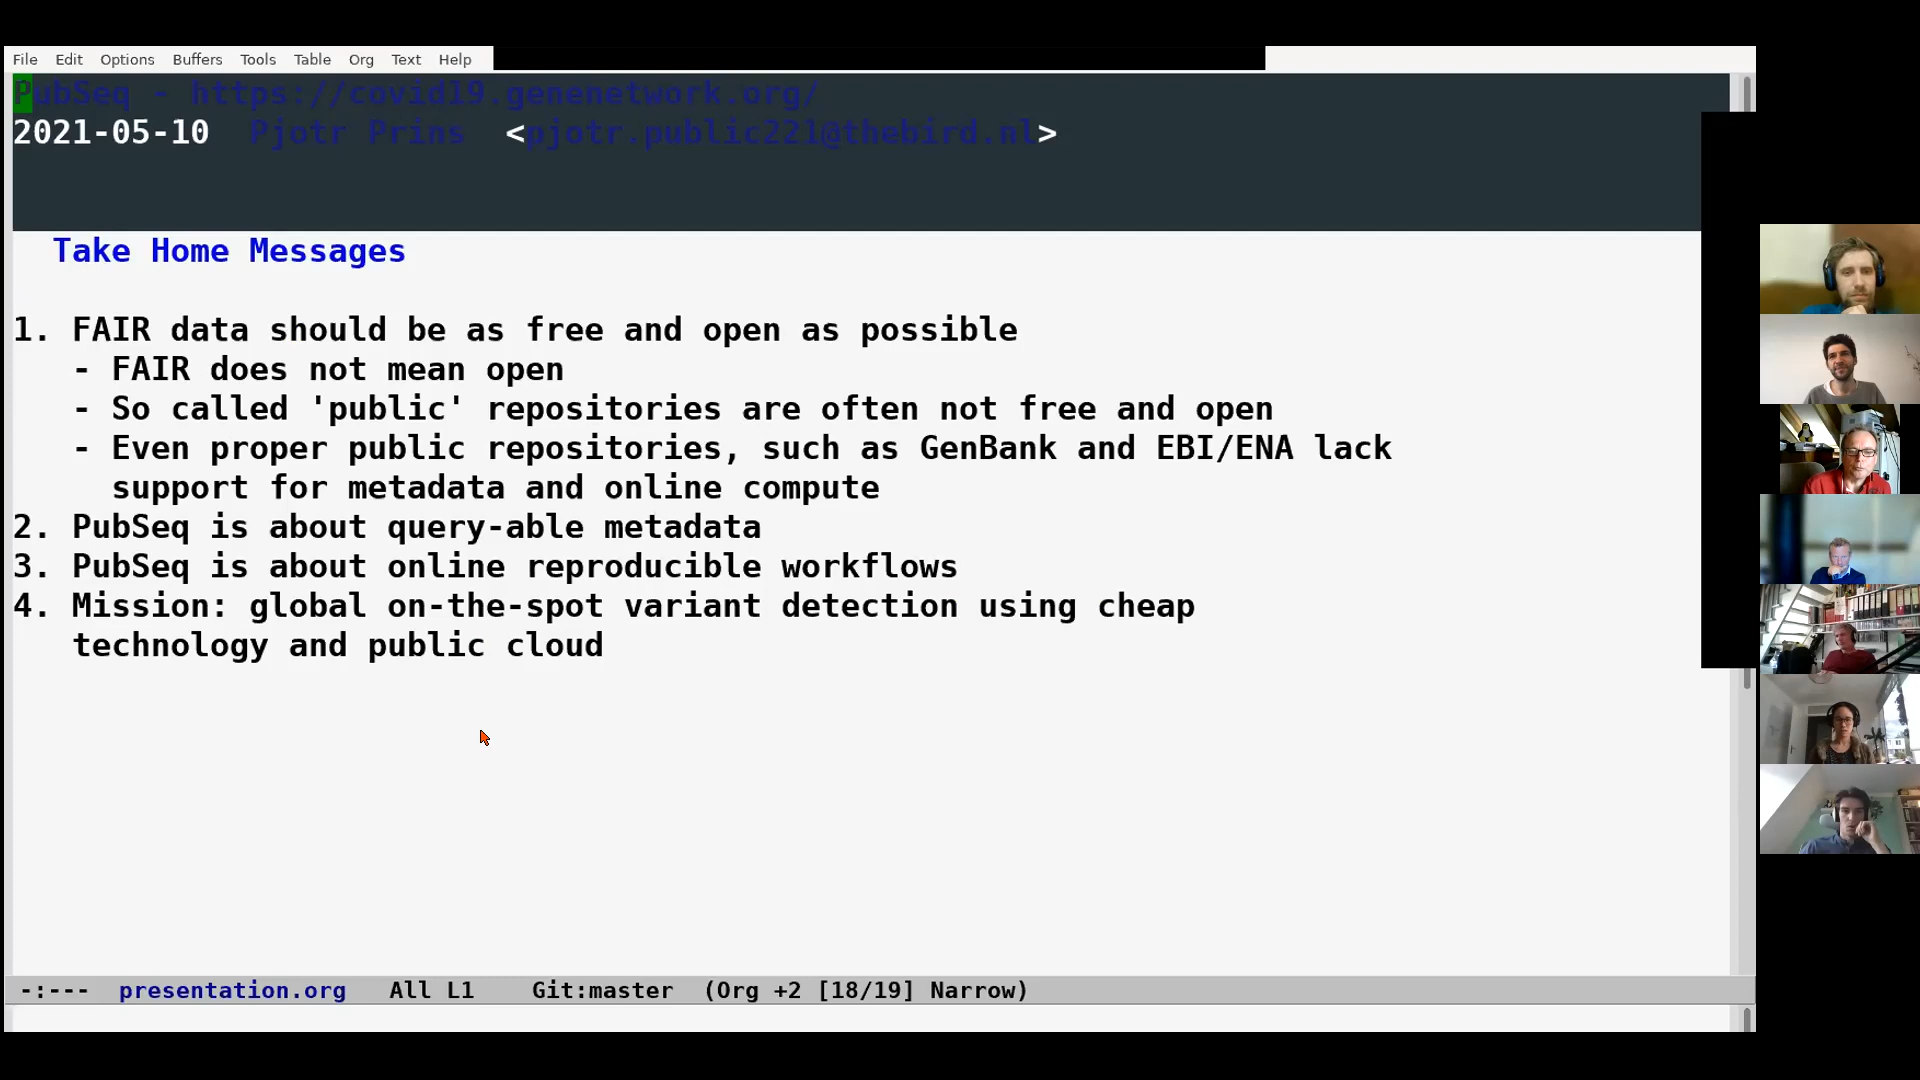 File Edit Options Buffers Tools Table Org Text Help
PubSeq - https://covid19.genenetwork.org/
2021-05-10 Pjotr Prins <pjotr.public221@thebird.nl>
Take Home Messages
1. FAIR data should be as free and open as possible
- FAIR does not mean open
- So called 'public' repositories are often not free and open
- Even proper public repositories, such as GenBank and EBI/ENA lack
support for metadata and online compute
2. PubSeq is about query-able metadata
3. PubSeq is about online reproducible workflows
4. Mission: global on-the-spot variant detection using cheap
technology and public cloud
-:--- presentation.org All L1 Git:master (Org +2 [18/19] Narrow)